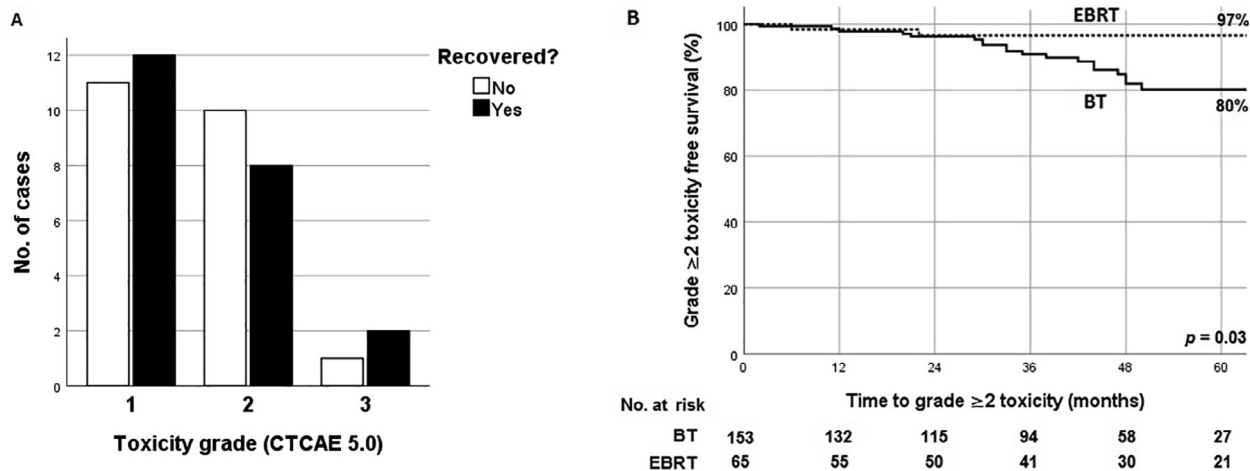 A
No. of cases
12
10
8
6
4
2
0
1 2 3
Toxicity grade (CTCAE 5.0)
Recovered?
No
Yes
B
Grade ≥2 toxicity free survival (%)
100
80
60
40
20
0
EBRT
97%
BT
80%
p = 0.03
0 12 24 36 48 60
Time to grade ≥2 toxicity (months)
No. at risk
BT 153 132 115 94 58 27
EBRT 65 55 50 41 30 21